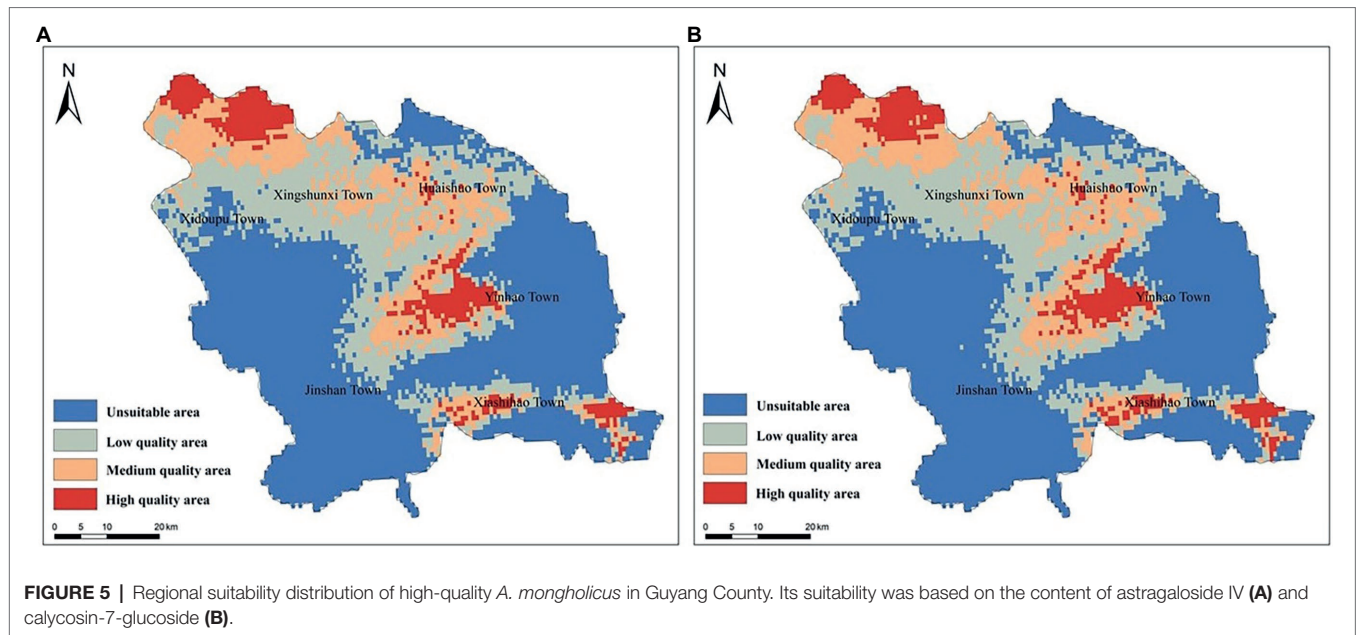 A
N
Xingshunxi Town
Huaishao Town
Xidoupu Town
Yinhao Town
Jinshan Town
Xiashihao Town
Unsuitable area
Low quality area
Medium quality area
High quality area
0 5 10 20 km
B
N
Xingshunxi Town
Huaishao Town
Xidoupu Town
Yinhao Town
Jinshan Town
Xiashihao Town
Unsuitable area
Low quality area
Medium quality area
High quality area
0 5 10 20 km
FIGURE 5 | Regional suitability distribution of high-quality A. mongholicus in Guyang County. Its suitability was based on the content of astragaloside IV (A) and
calycosin-7-glucoside (B).